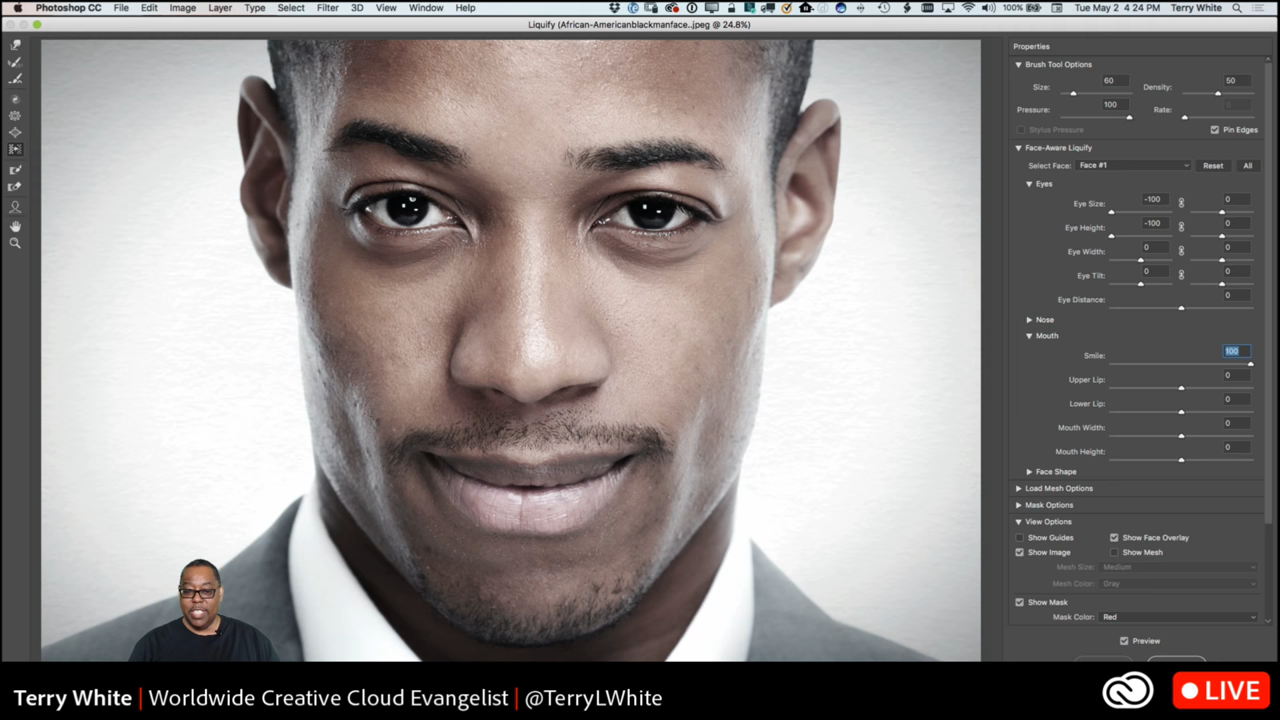 Photoshop CC File Edit Image Layer Type Select Filter 3D View Window Help 100% Tue May 2 4:24 PM Terry White
Liquify (African-Americanblackmanface..jpeg @ 24.8%)
Properties
Brush Tool Options
Size: 60 Density: 50
Pressure: 100 Rate:
Stylus Pressure Pin Edges
Face-Aware Liquify
Select Face: Face #1 Reset All
Eyes
Eye Size: -100 0
Eye Height: -100 0
Eye Width: 0 0
Eye Tilt: 0 0
Eye Distance: 0
Nose
Mouth
Smile: 100
Upper Lip: 0
Lower Lip: 0
Mouth Width: 0
Mouth Height: 0
Face Shape
Load Mesh Options
Mask Options
View Options
Show Guides Show Face Overlay
Show Image Show Mesh
Mesh Size: Medium
Mesh Color: Gray
Show Mask
Mask Color: Red
Preview
Terry White | Worldwide Creative Cloud Evangelist | @TerryLWhite
LIVE